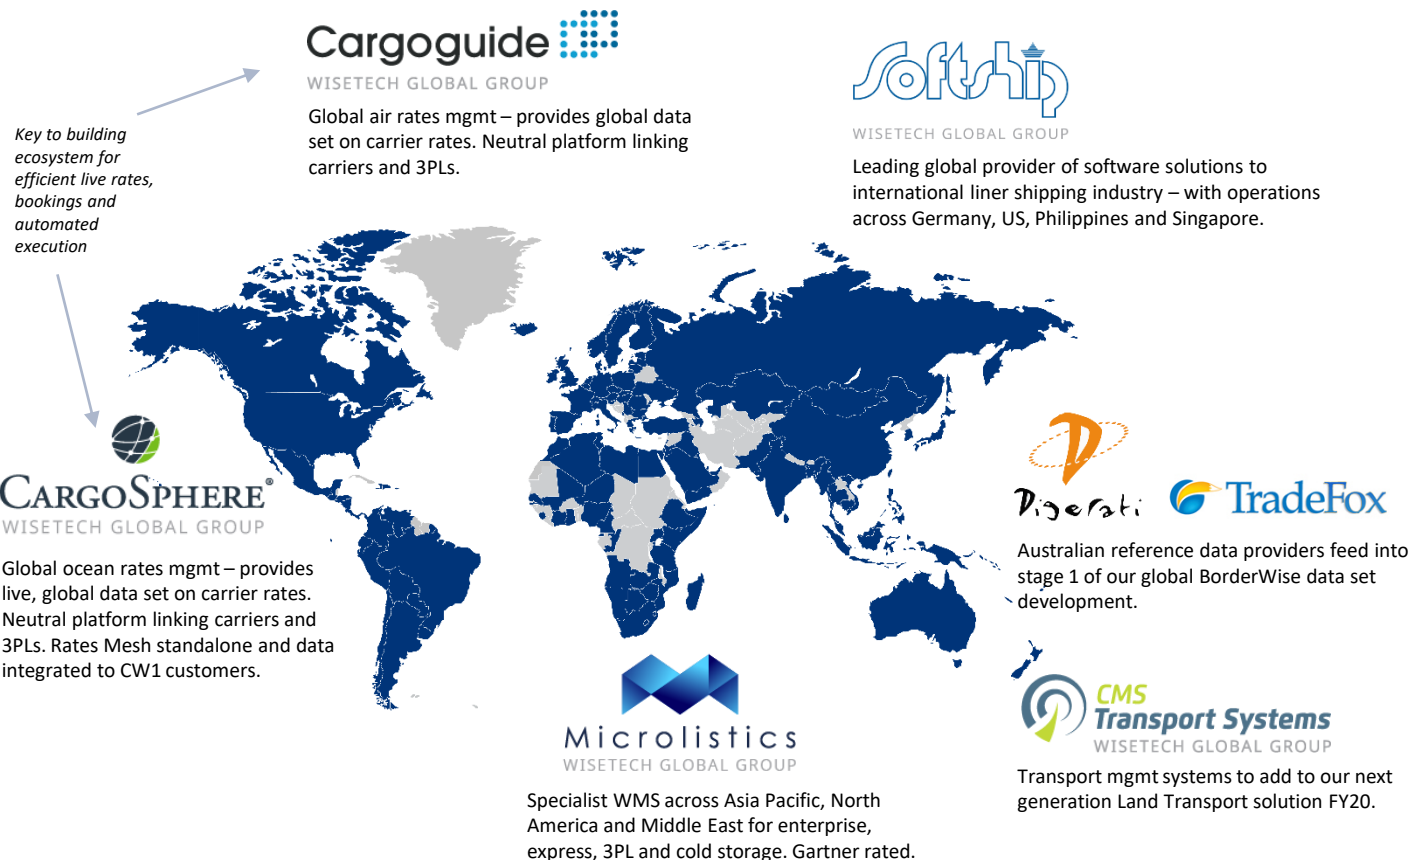 Cargoguide
WISETECH GLOBAL GROUP
Global air rates mgmt – provides global data
set on carrier rates. Neutral platform linking
carriers and 3PLs.
Softship
WISETECH GLOBAL GROUP
Leading global provider of software solutions to
international liner shipping industry – with operations
across Germany, US, Philippines and Singapore.
Key to building
ecosystem for
efficient live rates,
bookings and
automated
execution
CARGOSPHERE®
WISETECH GLOBAL GROUP
Global ocean rates mgmt – provides
live, global data set on carrier rates.
Neutral platform linking carriers and
3PLs. Rates Mesh standalone and data
integrated to CW1 customers.
Digerati
TradeFox
Australian reference data providers feed into
stage 1 of our global BorderWise data set
development.
Microlistics
WISETECH GLOBAL GROUP
Specialist WMS across Asia Pacific, North
America and Middle East for enterprise,
express, 3PL and cold storage. Gartner rated.
CMS
Transport Systems
WISETECH GLOBAL GROUP
Transport mgmt systems to add to our next
generation Land Transport solution FY20.